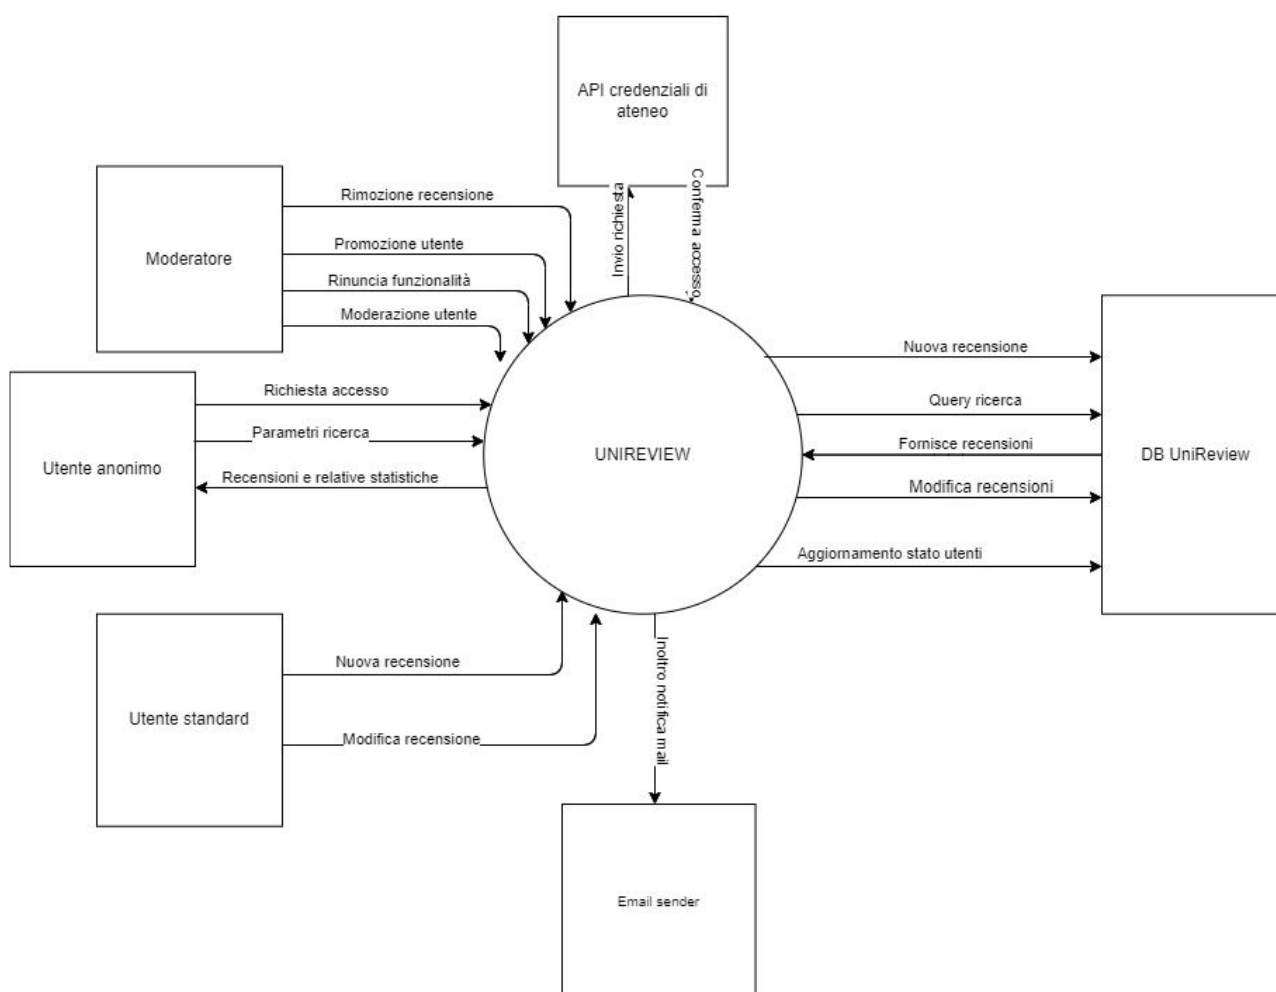 API credenziali di
ateneo
Invio richiesta
Conferma accesso
Moderatore
Rimozione recensione
Promozione utente
Rinuncia funzionalità
Moderazione utente
Utente anonimo
Richiesta accesso
Parametri ricerca
Recensioni e relative statistiche
UNIREVIEW
Nuova recensione
Query ricerca
Fornisce recensioni
Modifica recensioni
Aggiornamento stato utenti
DB UniReview
Utente standard
Nuova recensione
Modifica recensione
Inoltro notifica mail
Email sender